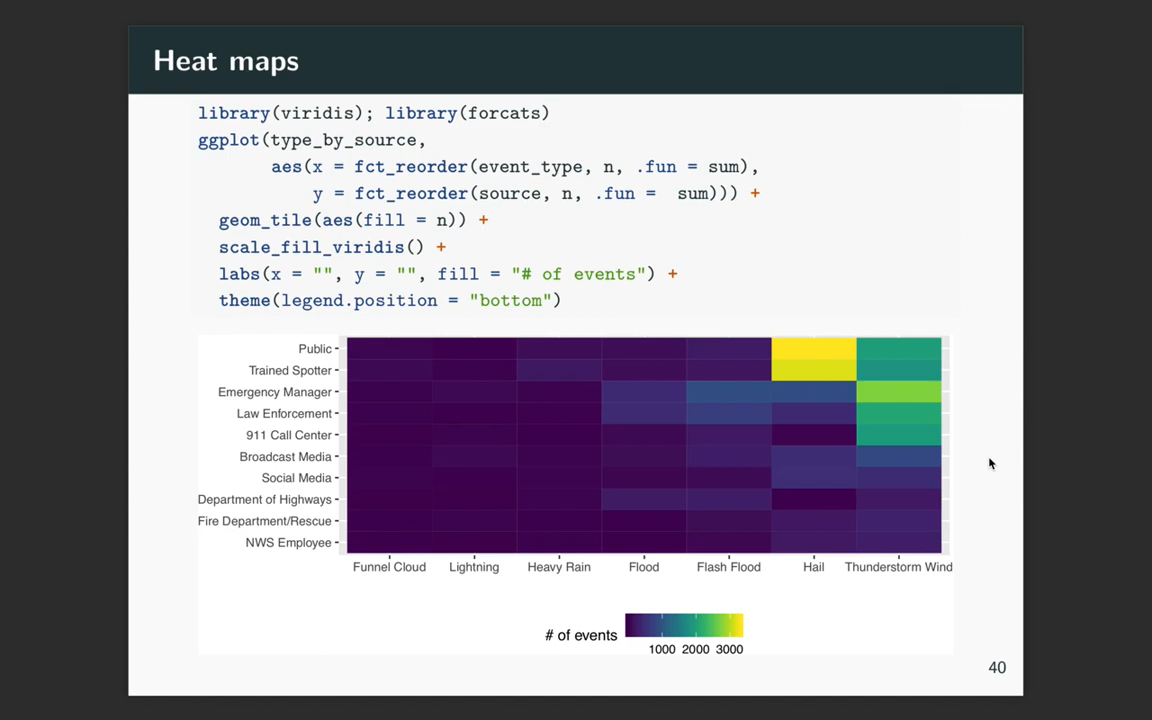 Heat maps
library(viridis); library(forcats)
ggplot(type_by_source,
aes(x = fct_reorder(event_type, n, .fun = sum),
y = fct_reorder(source, n, .fun =  sum))) +
geom_tile(aes(fill = n)) +
scale_fill_viridis() +
labs(x = "", y = "", fill = "# of events") +
theme(legend.position = "bottom")
Public
Trained Spotter
Emergency Manager
Law Enforcement
911 Call Center
Broadcast Media
Social Media
Department of Highways
Fire Department/Rescue
NWS Employee
Funnel Cloud Lightning Heavy Rain Flood Flash Flood Hail Thunderstorm Wind
# of events
1000 2000 3000
40